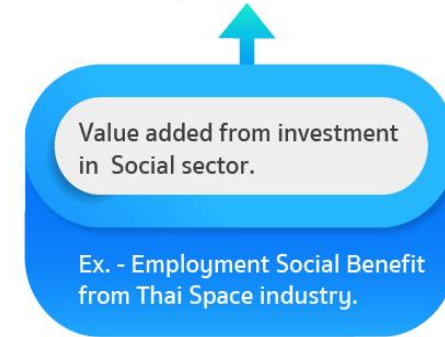 Value added from investment
in Social sector.
Ex. - Employment Social Benefit
from Thai Space industry.